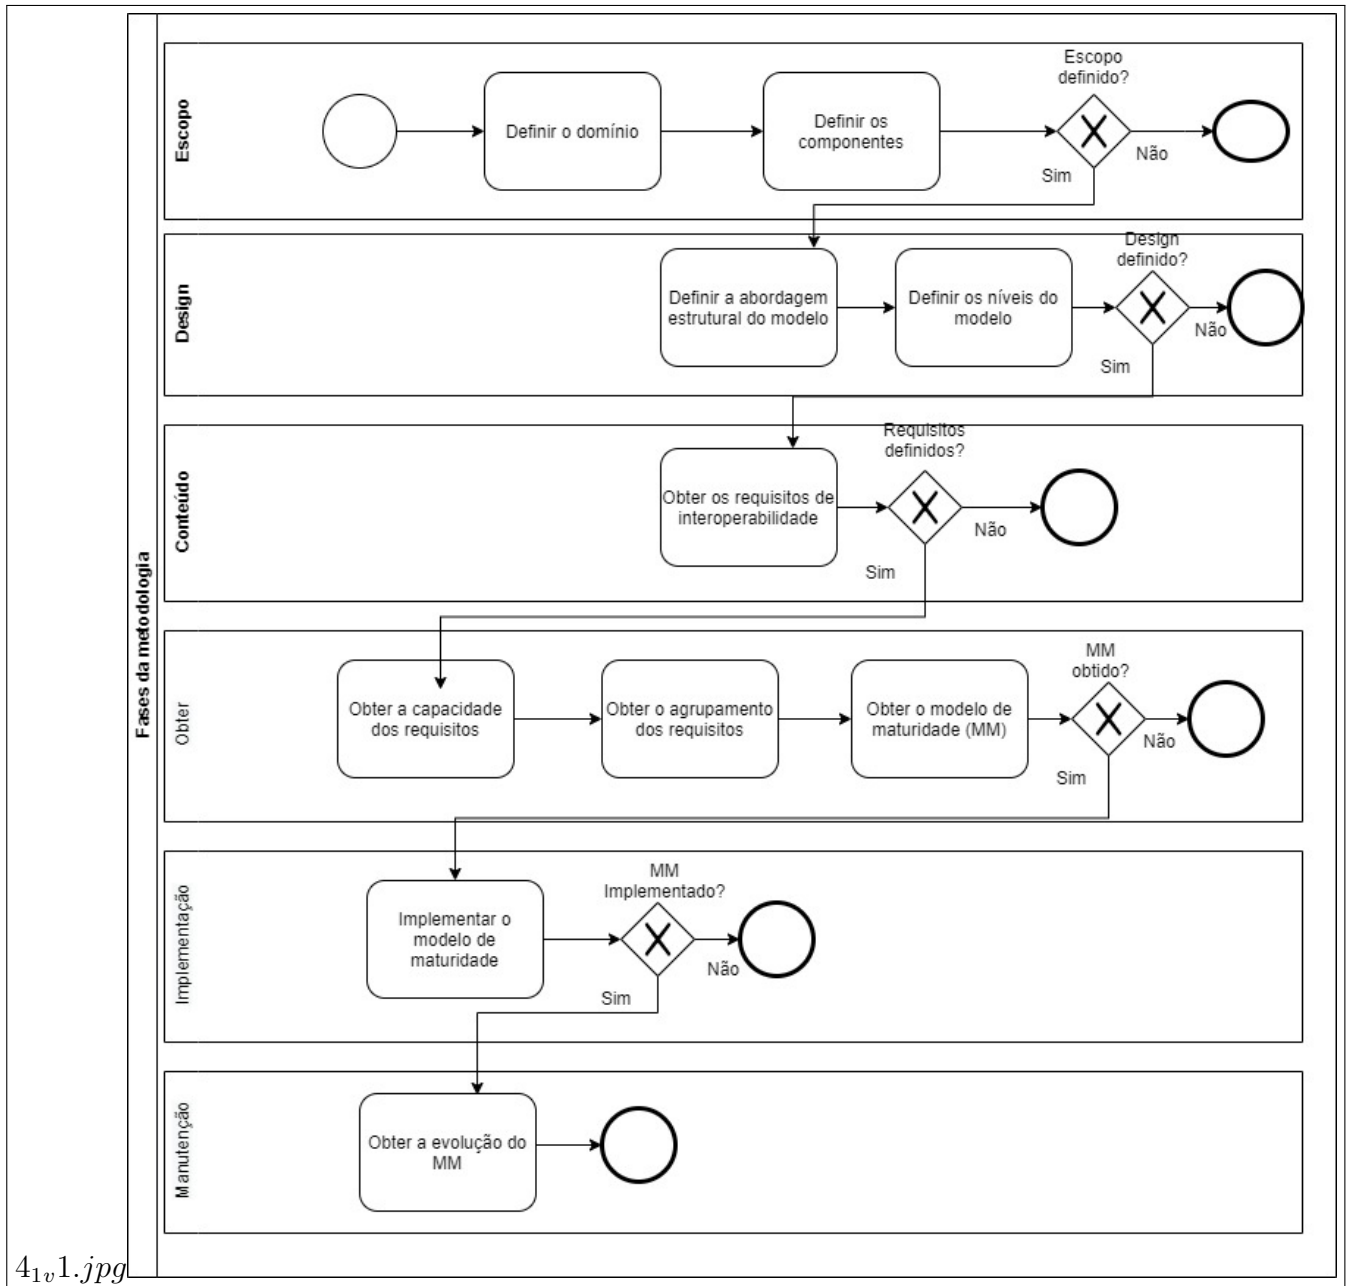 Fases da metodologia
Escopo
Definir o domínio
Definir os
componentes
Escopo
definido?
Não
Sim
Design
Definir a abordagem
estrutural do modelo
Definir os níveis do
modelo
Design
definido?
Não
Sim
Conteúdo
Obter os requisitos de
interoperabilidade
Requisitos
definidos?
Não
Sim
Obter
Obter a capacidade
dos requisitos
Obter o agrupamento
dos requisitos
Obter o modelo de
maturidade (MM)
MM
obtido?
Não
Sim
Implementação
Implementar o
modelo de
maturidade
MM
Implementado?
Não
Sim
Manutenção
Obter a evolução do
MM
4₁ᵥ1.jpg